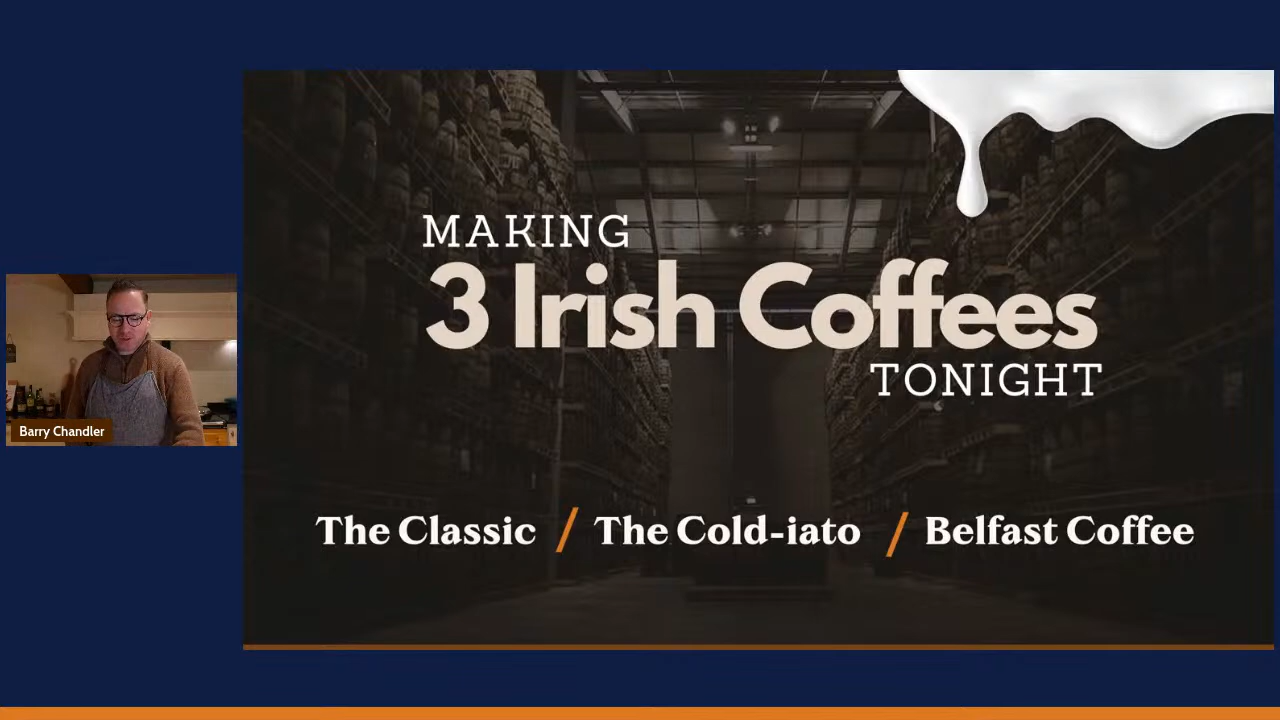 MAKING
3 Irish Coffees
TONIGHT
Barry Chandler
The Classic / The Cold-iato / Belfast Coffee